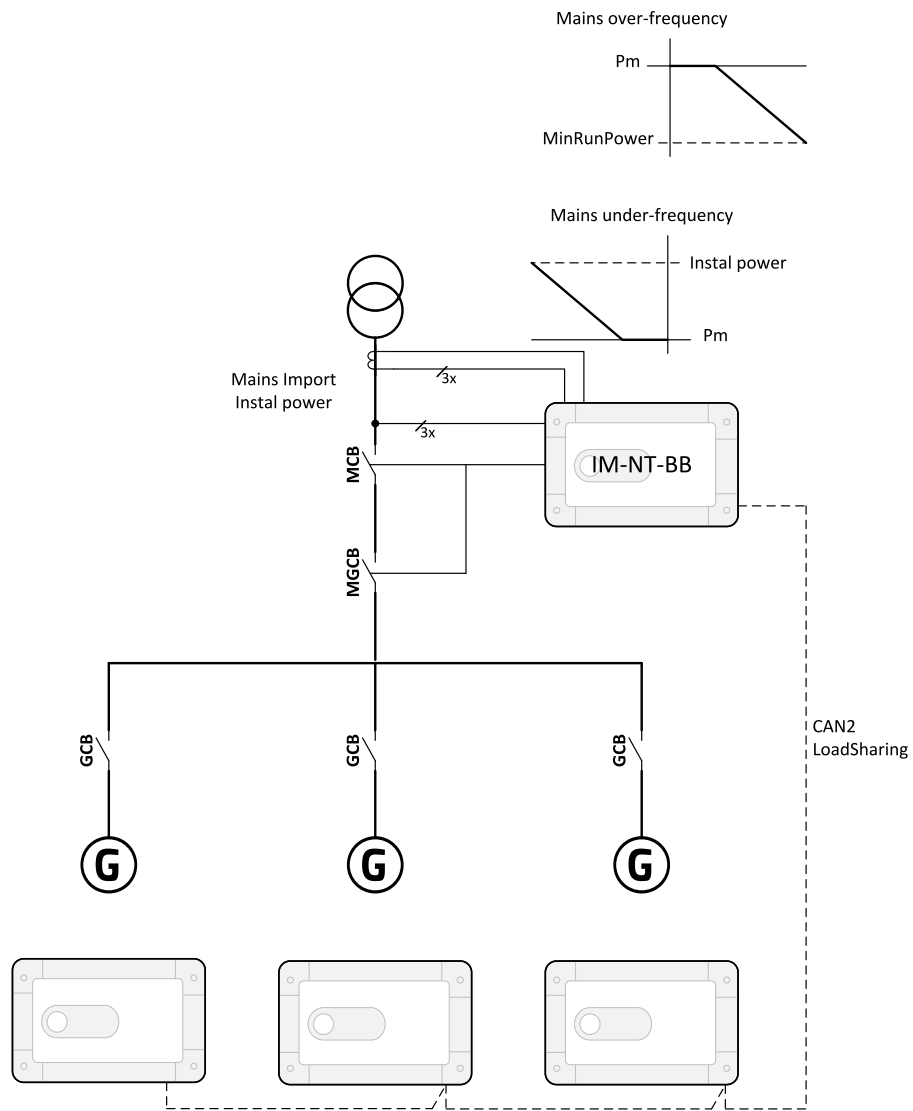 Mains over-frequency
Pm
MinRunPower
Mains under-frequency
Instal power
Pm
Mains Import
Instal power
3x
3x
IM-NT-BB
MCB
MGCB
GCB
GCB
GCB
CAN2
LoadSharing
G
G
G